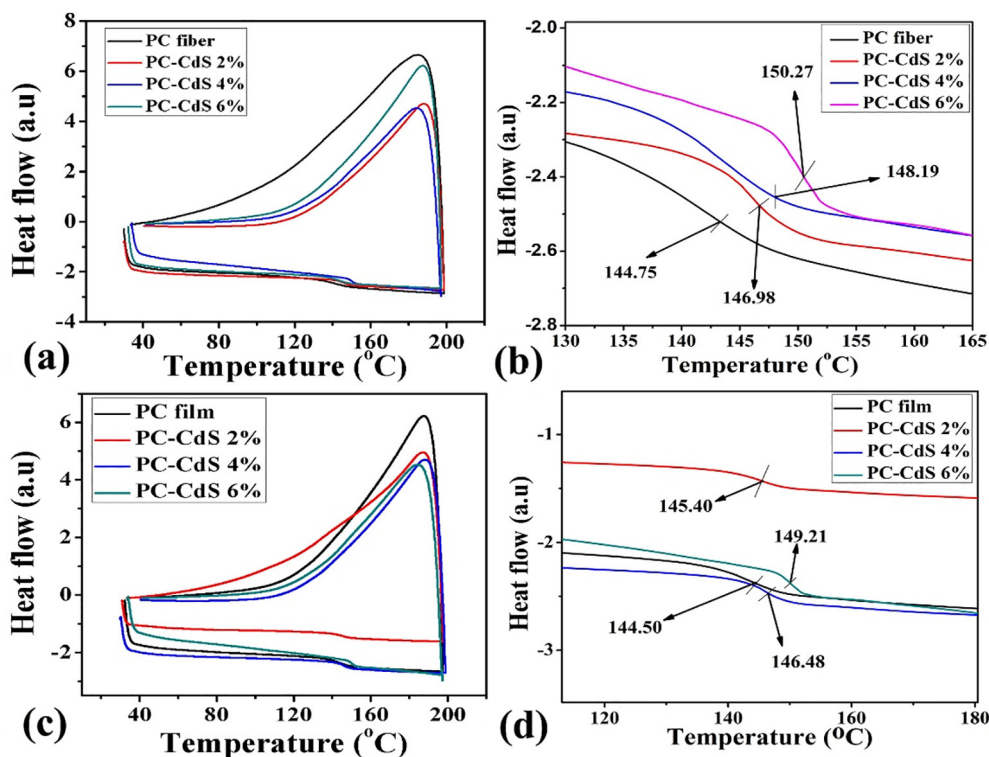 8
6
4
2
0
-2
-4
PC fiber
PC-CdS 2%
PC-CdS 4%
PC-CdS 6%
Heat flow (a.u)
40 80 120 160 200
Temperature (°C)
(a)
-2.0
-2.2
-2.4
-2.6
-2.8
PC fiber
PC-CdS 2%
PC-CdS 4%
PC-CdS 6%
150.27
148.19
144.75
146.98
Heat flow (a.u)
130 135 140 145 150 155 160 165
Temperature (°C)
(b)
6
4
2
0
-2
PC film
PC-CdS 2%
PC-CdS 4%
PC-CdS 6%
Heat flow (a.u)
40 80 120 160 200
Temperature (°C)
(c)
-1
-2
-3
PC film
PC-CdS 2%
PC-CdS 4%
PC-CdS 6%
145.40
149.21
144.50
146.48
Heat flow (a.u)
120 140 160 180
Temperature (°C)
(d)